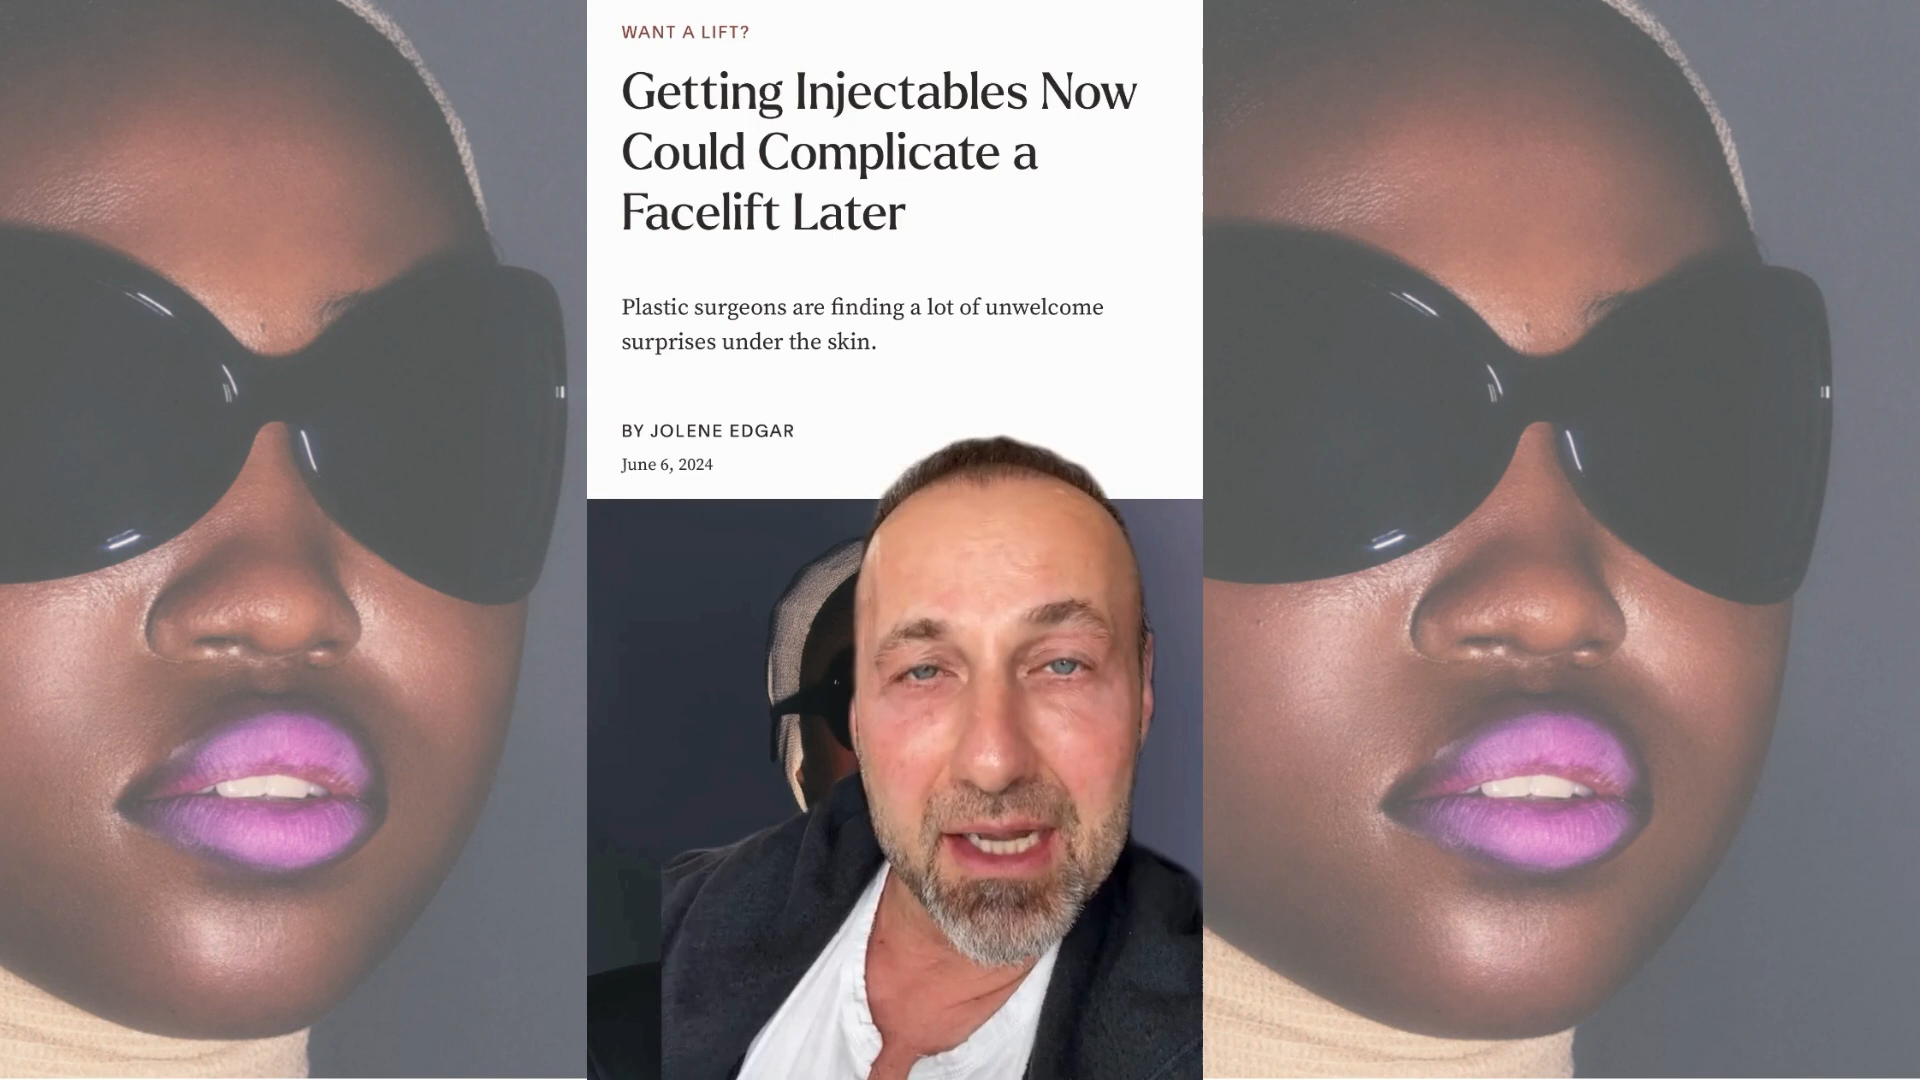 WANT A LIFT?
Getting Injectables Now
Could Complicate a
Facelift Later
Plastic surgeons are finding a lot of unwelcome
surprises under the skin.
BY JOLENE EDGAR
June 6, 2024